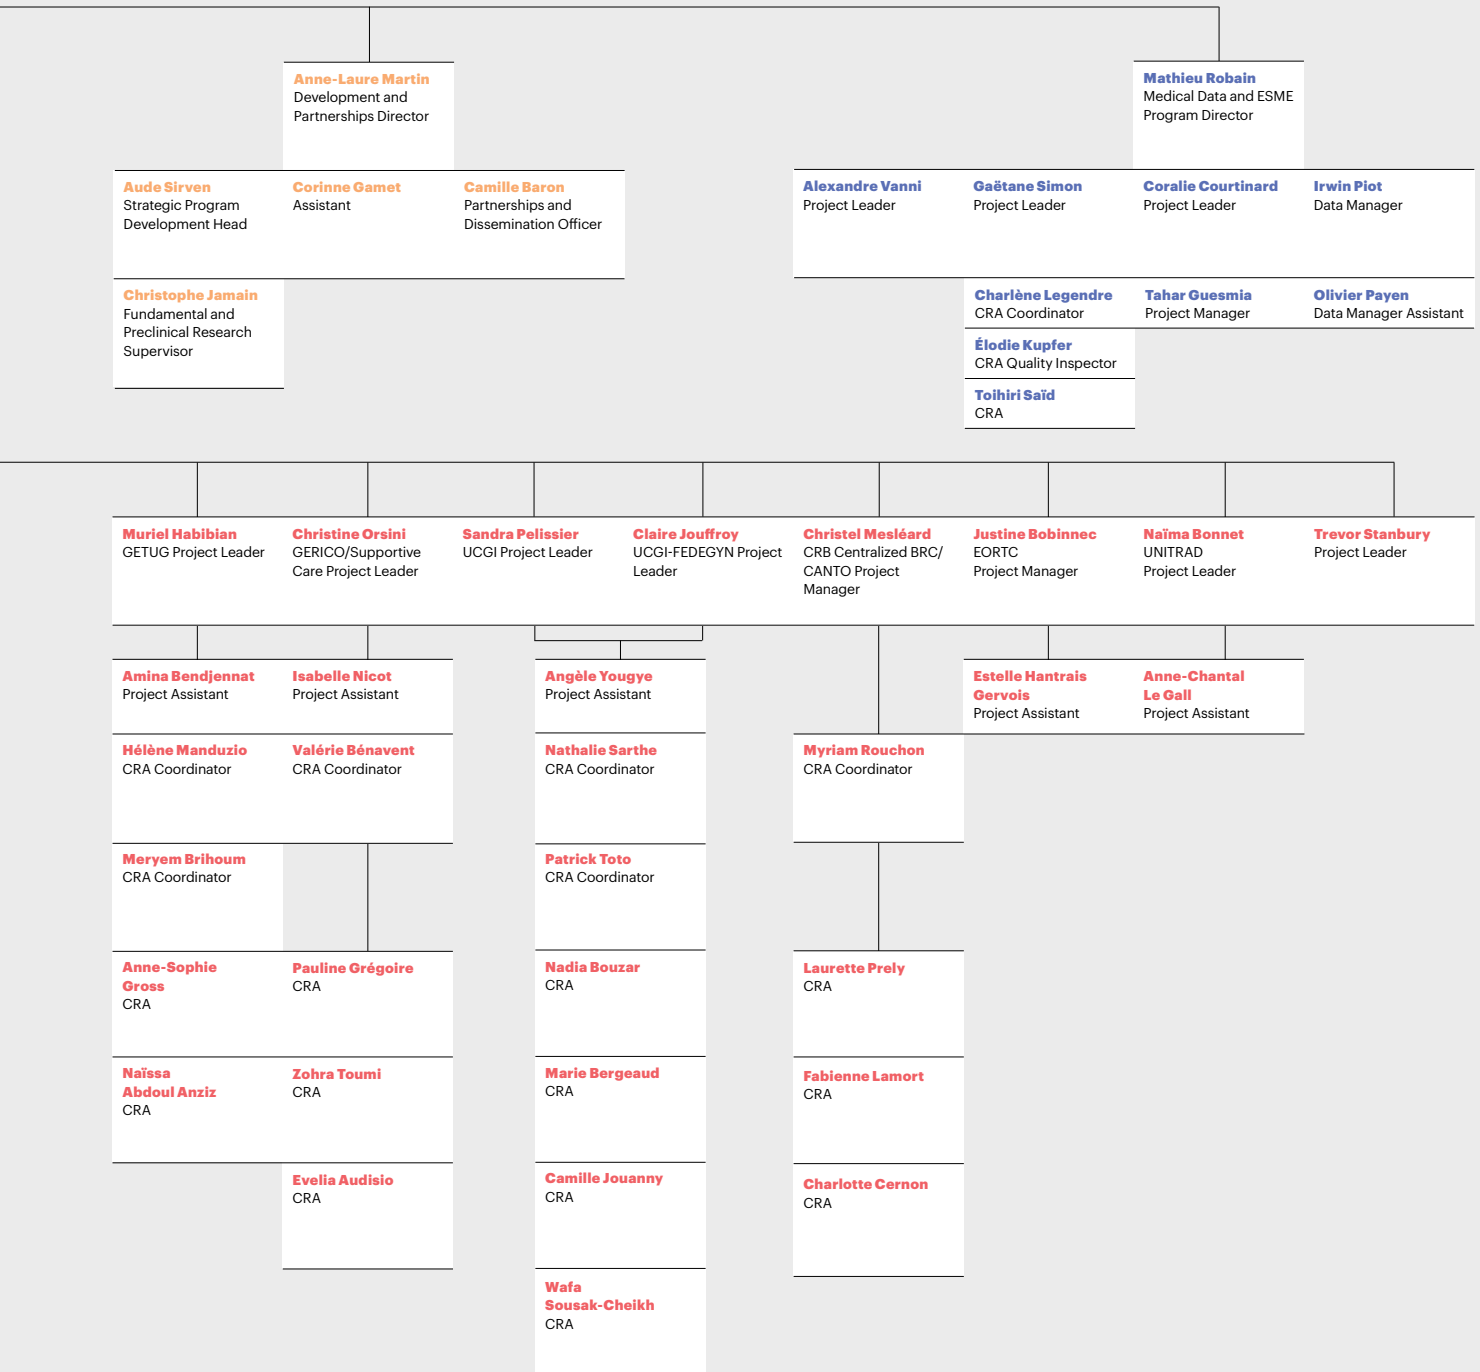 Anne-Laure Martin
Development and
Partnerships Director
Mathieu Robain
Medical Data and ESME
Program Director
Aude Sirven
Strategic Program
Development Head
Corinne Gamet
Assistant
Camille Baron
Partnerships and
Dissemination Officer
Alexandre Vanni
Project Leader
Gaëtane Simon
Project Leader
Coralie Courtinard
Project Leader
Irwin Piot
Data Manager
Christophe Jamain
Fundamental and
Preclinical Research
Supervisor
Charlène Legendre
CRA Coordinator
Tahar Guesmia
Project Manager
Olivier Payen
Data Manager Assistant
Élodie Kupfer
CRA Quality Inspector
Toihiri Saïd
CRA
Muriel Habibian
GETUG Project Leader
Christine Orsini
GERICO/Supportive
Care Project Leader
Sandra Pelissier
UCGI Project Leader
Claire Jouffroy
UCGI-FEDEGYN Project
Leader
Christel Mesléard
CRB Centralized BRC/
CANTO Project
Manager
Justine Bobinnec
EORTC
Project Manager
Naïma Bonnet
UNITRAD
Project Leader
Trevor Stanbury
Project Leader
Amina Bendjennat
Project Assistant
Isabelle Nicot
Project Assistant
Angèle Yougye
Project Assistant
Estelle Hantrais
Gervois
Project Assistant
Anne-Chantal
Le Gall
Project Assistant
Hélène Manduzio
CRA Coordinator
Valérie Bénavent
CRA Coordinator
Nathalie Sarthe
CRA Coordinator
Myriam Rouchon
CRA Coordinator
Meryem Brihoum
CRA Coordinator
Patrick Toto
CRA Coordinator
Anne-Sophie
Gross
CRA
Pauline Grégoire
CRA
Nadia Bouzar
CRA
Laurette Prely
CRA
Naïssa
Abdoul Anziz
CRA
Zohra Toumi
CRA
Marie Bergeaud
CRA
Fabienne Lamort
CRA
Evelia Audisio
CRA
Camille Jouanny
CRA
Charlotte Cernon
CRA
Wafa
Sousak-Cheikh
CRA